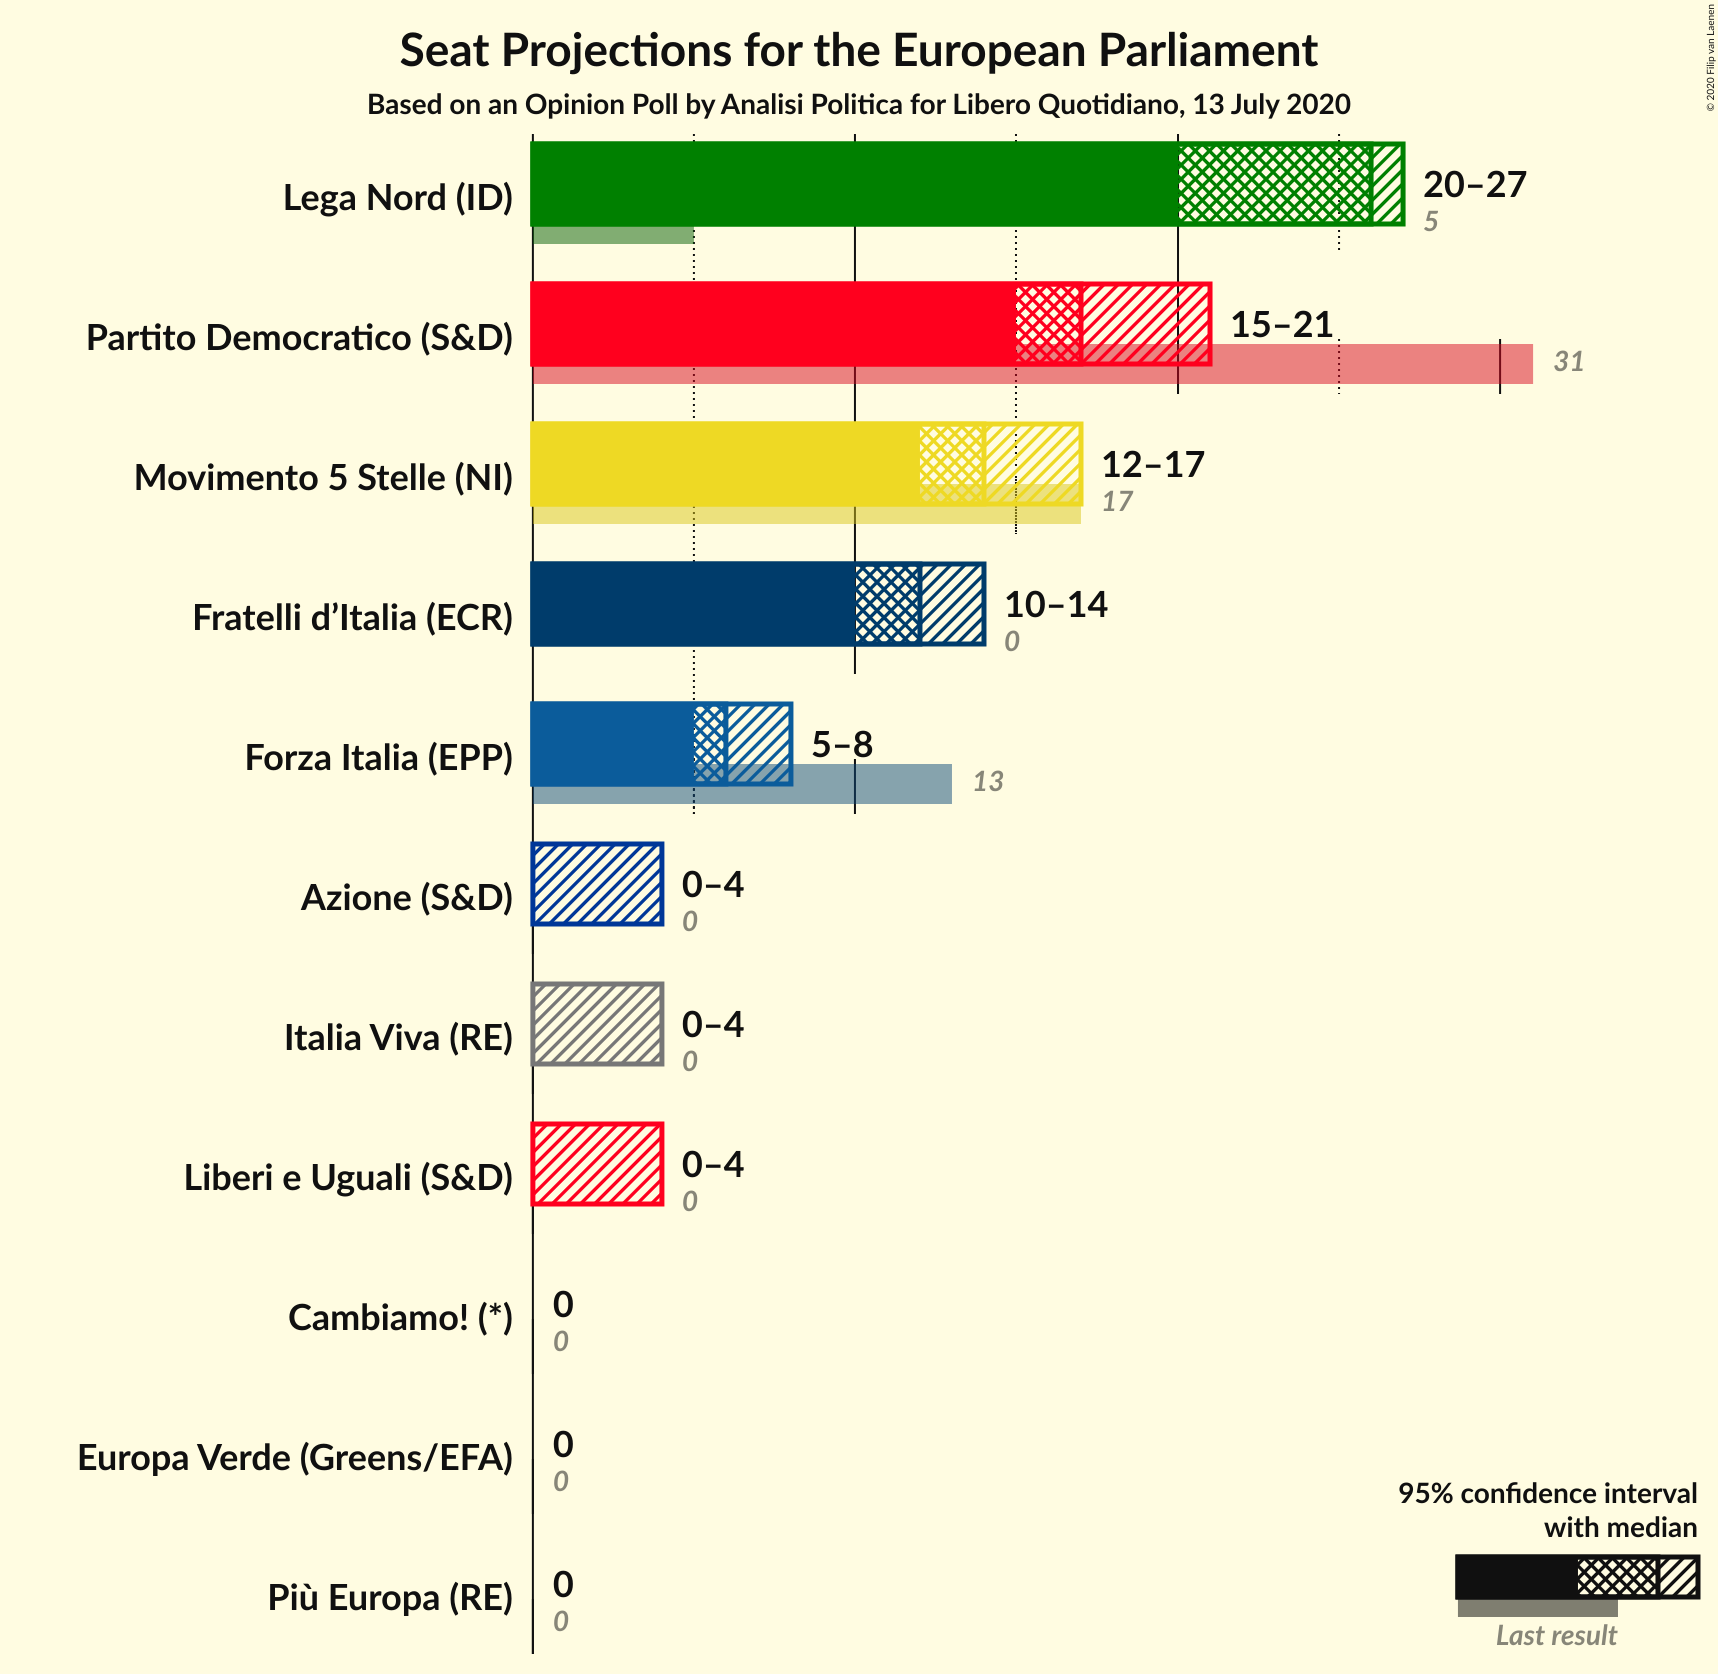 Seat Projections for the European Parliament
Based on an Opinion Poll by Analisi Politica for Libero Quotidiano, 13 July 2020
© 2020 Filip van Laenen
Lega Nord (ID)
20–27
5
Partito Democratico (S&D)
15–21
31
Movimento 5 Stelle (NI)
12–17
17
Fratelli d’Italia (ECR)
10–14
0
Forza Italia (EPP)
5–8
13
Azione (S&D)
0–4
0
Italia Viva (RE)
0–4
0
Liberi e Uguali (S&D)
0–4
0
Cambiamo! (*)
0
0
Europa Verde (Greens/EFA)
0
0
Più Europa (RE)
0
0
95% confidence interval
with median
Last result